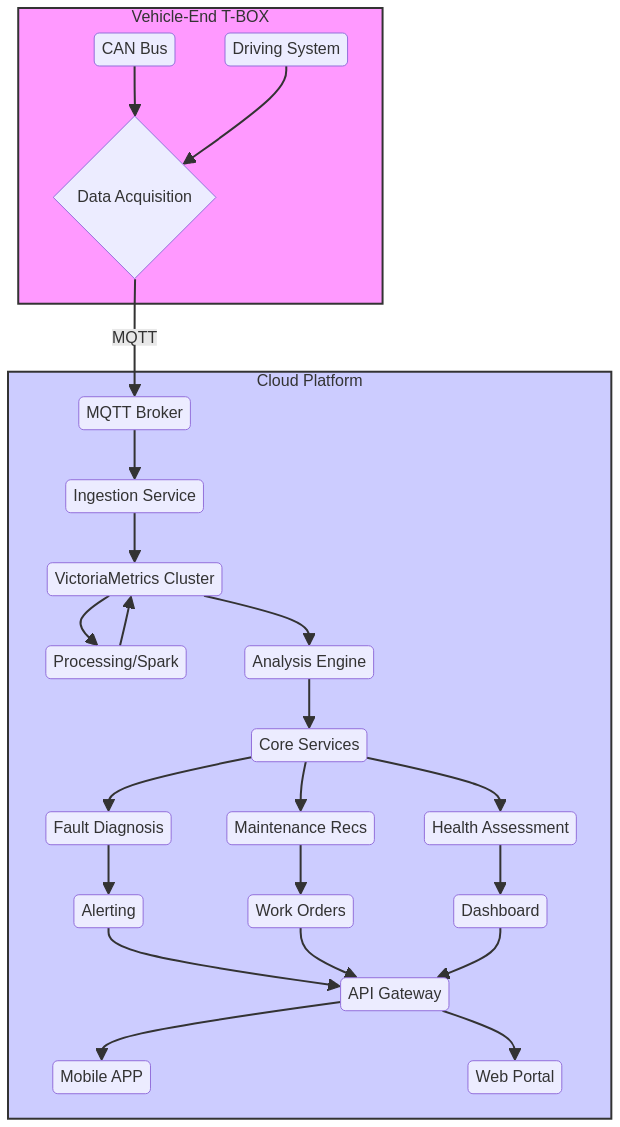 Vehicle-End T-BOX
CAN Bus
Driving System
Data Acquisition
MQTT
Cloud Platform
MQTT Broker
Ingestion Service
VictoriaMetrics Cluster
Processing/Spark
Analysis Engine
Core Services
Fault Diagnosis
Maintenance Recs
Health Assessment
Alerting
Work Orders
Dashboard
API Gateway
Mobile APP
Web Portal